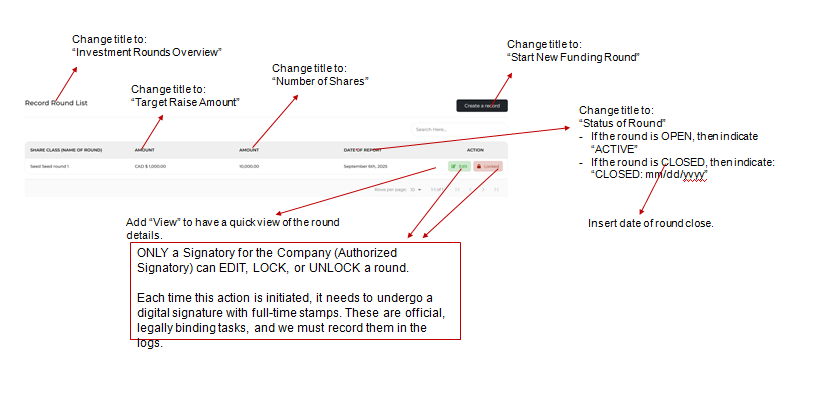 Change title to:
“Investment Rounds Overview”
Change title to:
“Start New Funding Round”
Change title to:
“Number of Shares”
Change title to:
“Target Raise Amount”
Record Round List
Create a record
Change title to:
“Status of Round”
- If the round is OPEN, then indicate
“ACTIVE”
- If the round is CLOSED, then indicate:
“CLOSED: mm/dd/yyyy”
Search Here...
SHARE CLASS (NAME OF ROUND) AMOUNT AMOUNT DATE OF REPORT ACTION
Seed Seed round 1 CAD $ 1,000.00 10,000.00 September 6th, 2025 Edit Locked
Rows per page: 10 1-1 of 1
Add “View” to have a quick view of the round
details.
Insert date of round close.
ONLY a Signatory for the Company (Authorized
Signatory) can EDIT, LOCK, or UNLOCK a round.
Each time this action is initiated, it needs to undergo a
digital signature with full-time stamps. These are official,
legally binding tasks, and we must record them in the
logs.